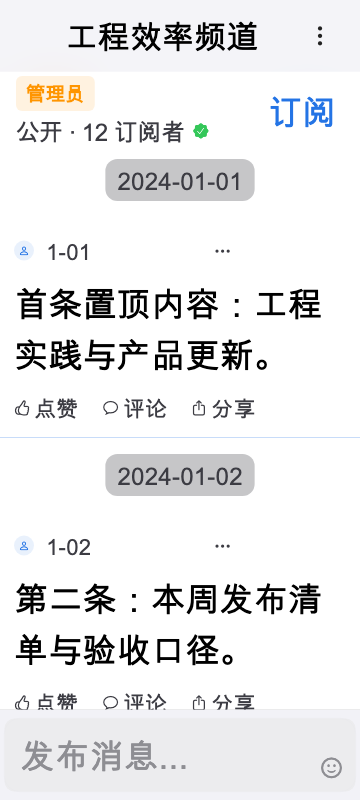 工程效率频道
管理员
公开 · 12 订阅者
订阅
2024-01-01
1-01
首条置顶内容：工程
实践与产品更新。
点赞 评论 分享
2024-01-02
1-02
第二条：本周发布清
单与验收口径。
点赞 评论 分享
发布消息...